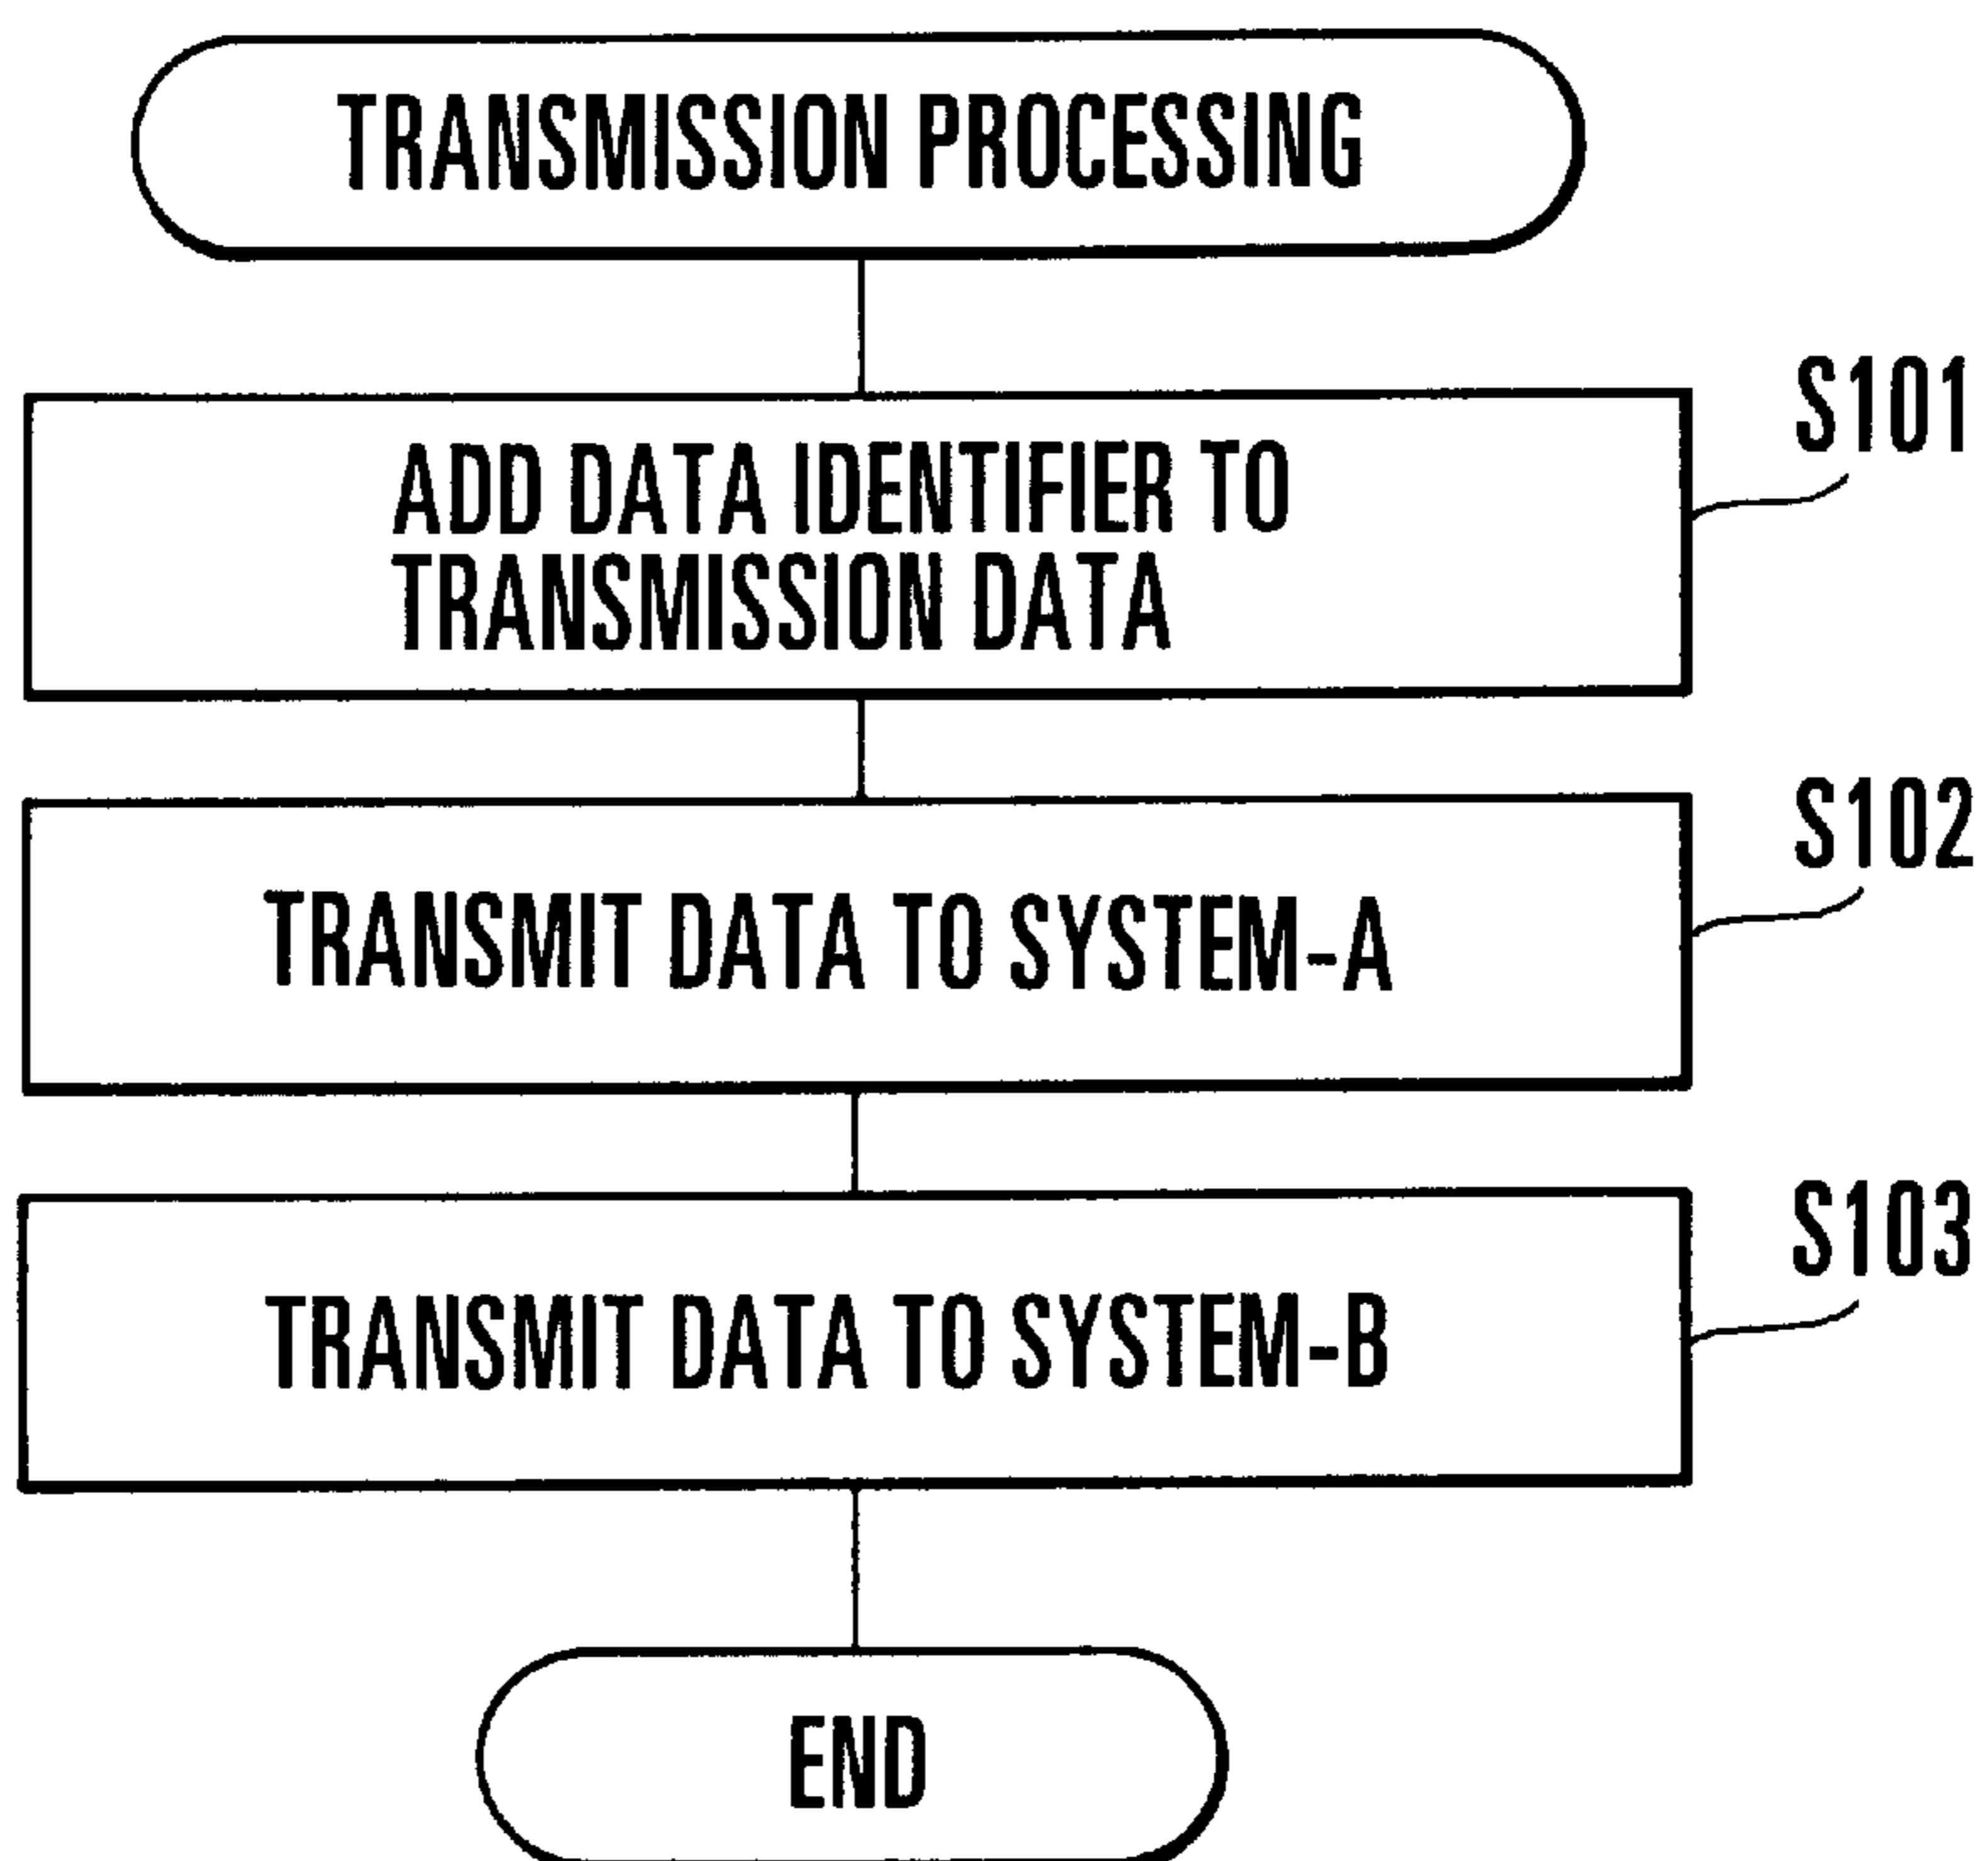 TRANSMISSION PROCESSING
S101
ADD DATA IDENTIFIER TO
TRANSMISSION DATA
S102
TRANSMIT DATA TO SYSTEM-A
S103
TRANSMIT DATA TO SYSTEM-B
END